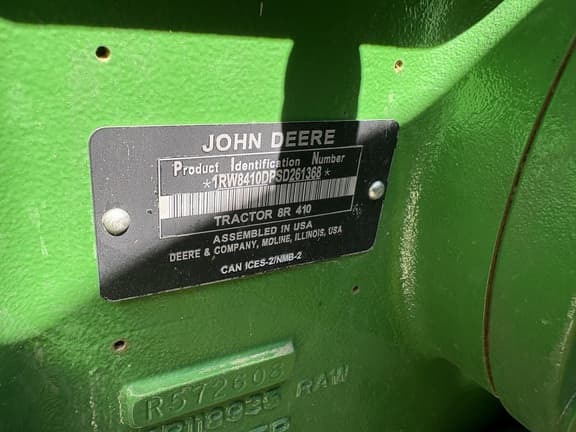 JOHN DEERE
Product Identification Number
*1RW8410DPSD261368*
TRACTOR 8R 410
ASSEMBLED IN USA
DEERE & COMPANY, MOLINE, ILLINOIS, USA
CAN ICES-2/NMB-2
R572608
RAW